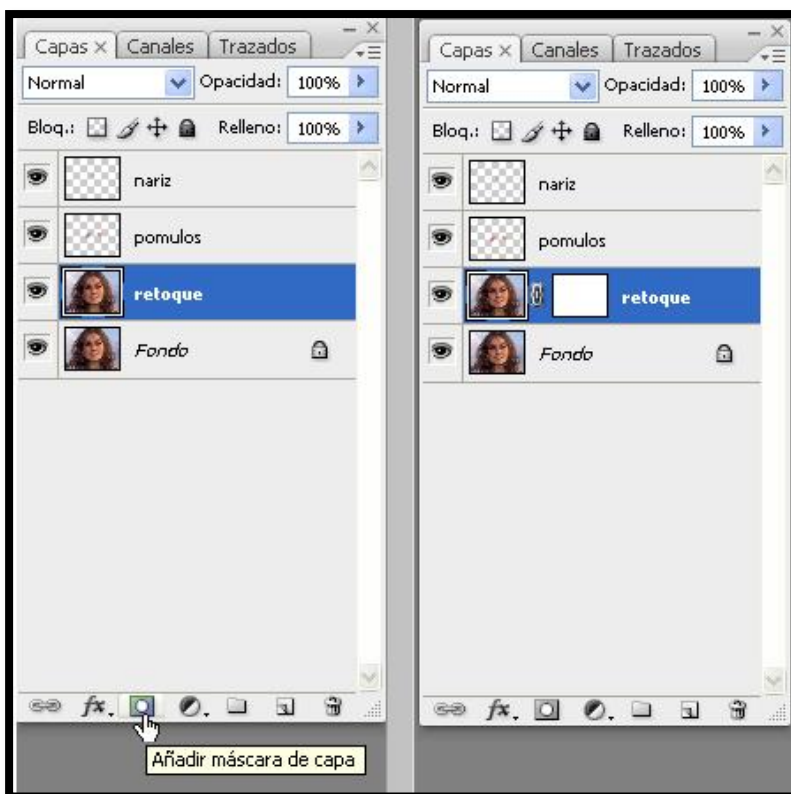 Capas Canales Trazados
Normal Opacidad: 100%
Bloq.: Relleno: 100%
nariz
pomulos
retoque
Fondo
fx.
Añadir máscara de capa
Capas Canales Trazados
Normal Opacidad: 100%
Bloq.: Relleno: 100%
nariz
pomulos
retoque
Fondo
fx.